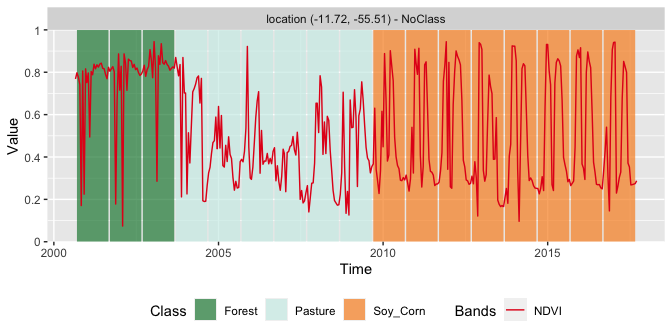 location (-11.72, -55.51) - NoClass
1
0.8
0.6
0.4
0.2
0
Value
2000 2005 2010 2015
Time
Class Forest Pasture Soy_Corn Bands NDVI